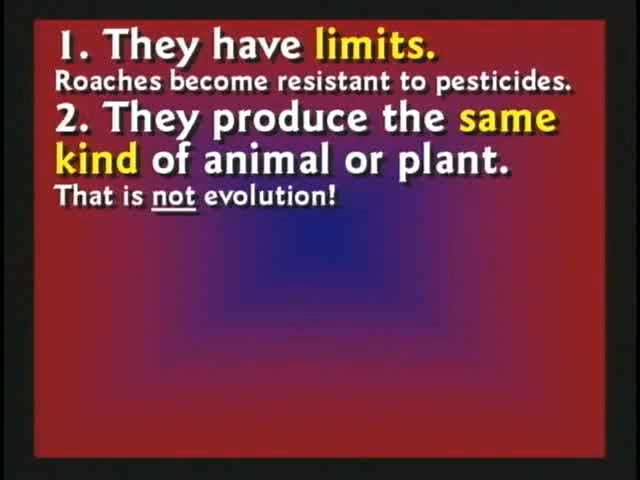 1. They have limits.
Roaches become resistant to pesticides.
2. They produce the same
kind of animal or plant.
That is not evolution!